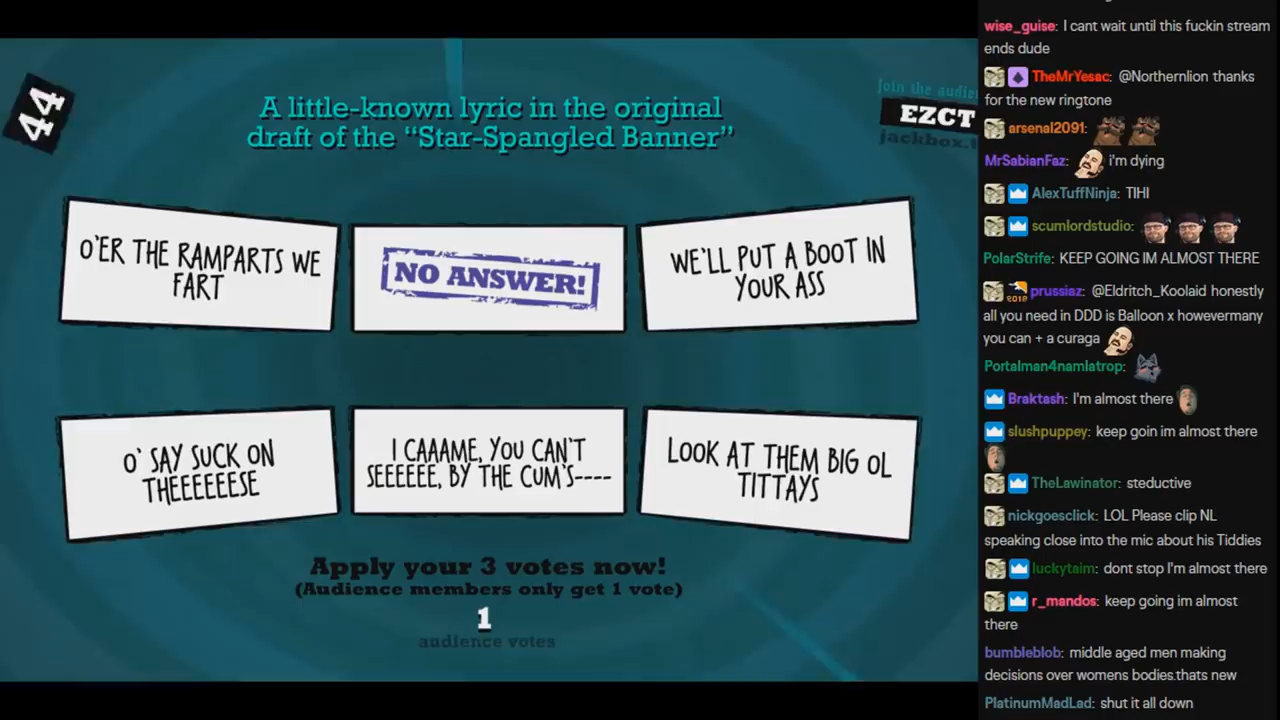 44
A little-known lyric in the original
draft of the “Star-Spangled Banner”
EZCT
O'ER THE RAMPARTS WE
FART
NO ANSWER!
WE'LL PUT A BOOT IN
YOUR ASS
O' SAY SUCK ON
THEEEEEESE
I CAAAME, YOU CAN'T
SEEEEEE, BY THE CUM'S----
LOOK AT THEM BIG OL
TITTAYS
Apply your 3 votes now!
(Audience members only get 1 vote)
1
audience votes
wise_guise: I cant wait until this fuckin stream
ends dude
TheMrYesac: @Northernlion thanks
for the new ringtone
arsenal2091:
MrSabianFaz: i'm dying
AlexTuffNinja: TIHI
scumlordstudio:
PolarStrife: KEEP GOING IM ALMOST THERE
2018 prussiaz: @Eldritch_Koolaid honestly
all you need in DDD is Balloon x howevermany
you can + a curaga
Portalman4namlatrop:
Braktash: I'm almost there
slushpuppey: keep goin im almost there
TheLawinator: steductive
nickgoesclick: LOL Please clip NL
speaking close into the mic about his Tiddies
luckytaim: dont stop I'm almost there
r_mandos: keep going im almost
there
bumbleblob: middle aged men making
decisions over womens bodies.thats new
PlatinumMadLad: shut it all down